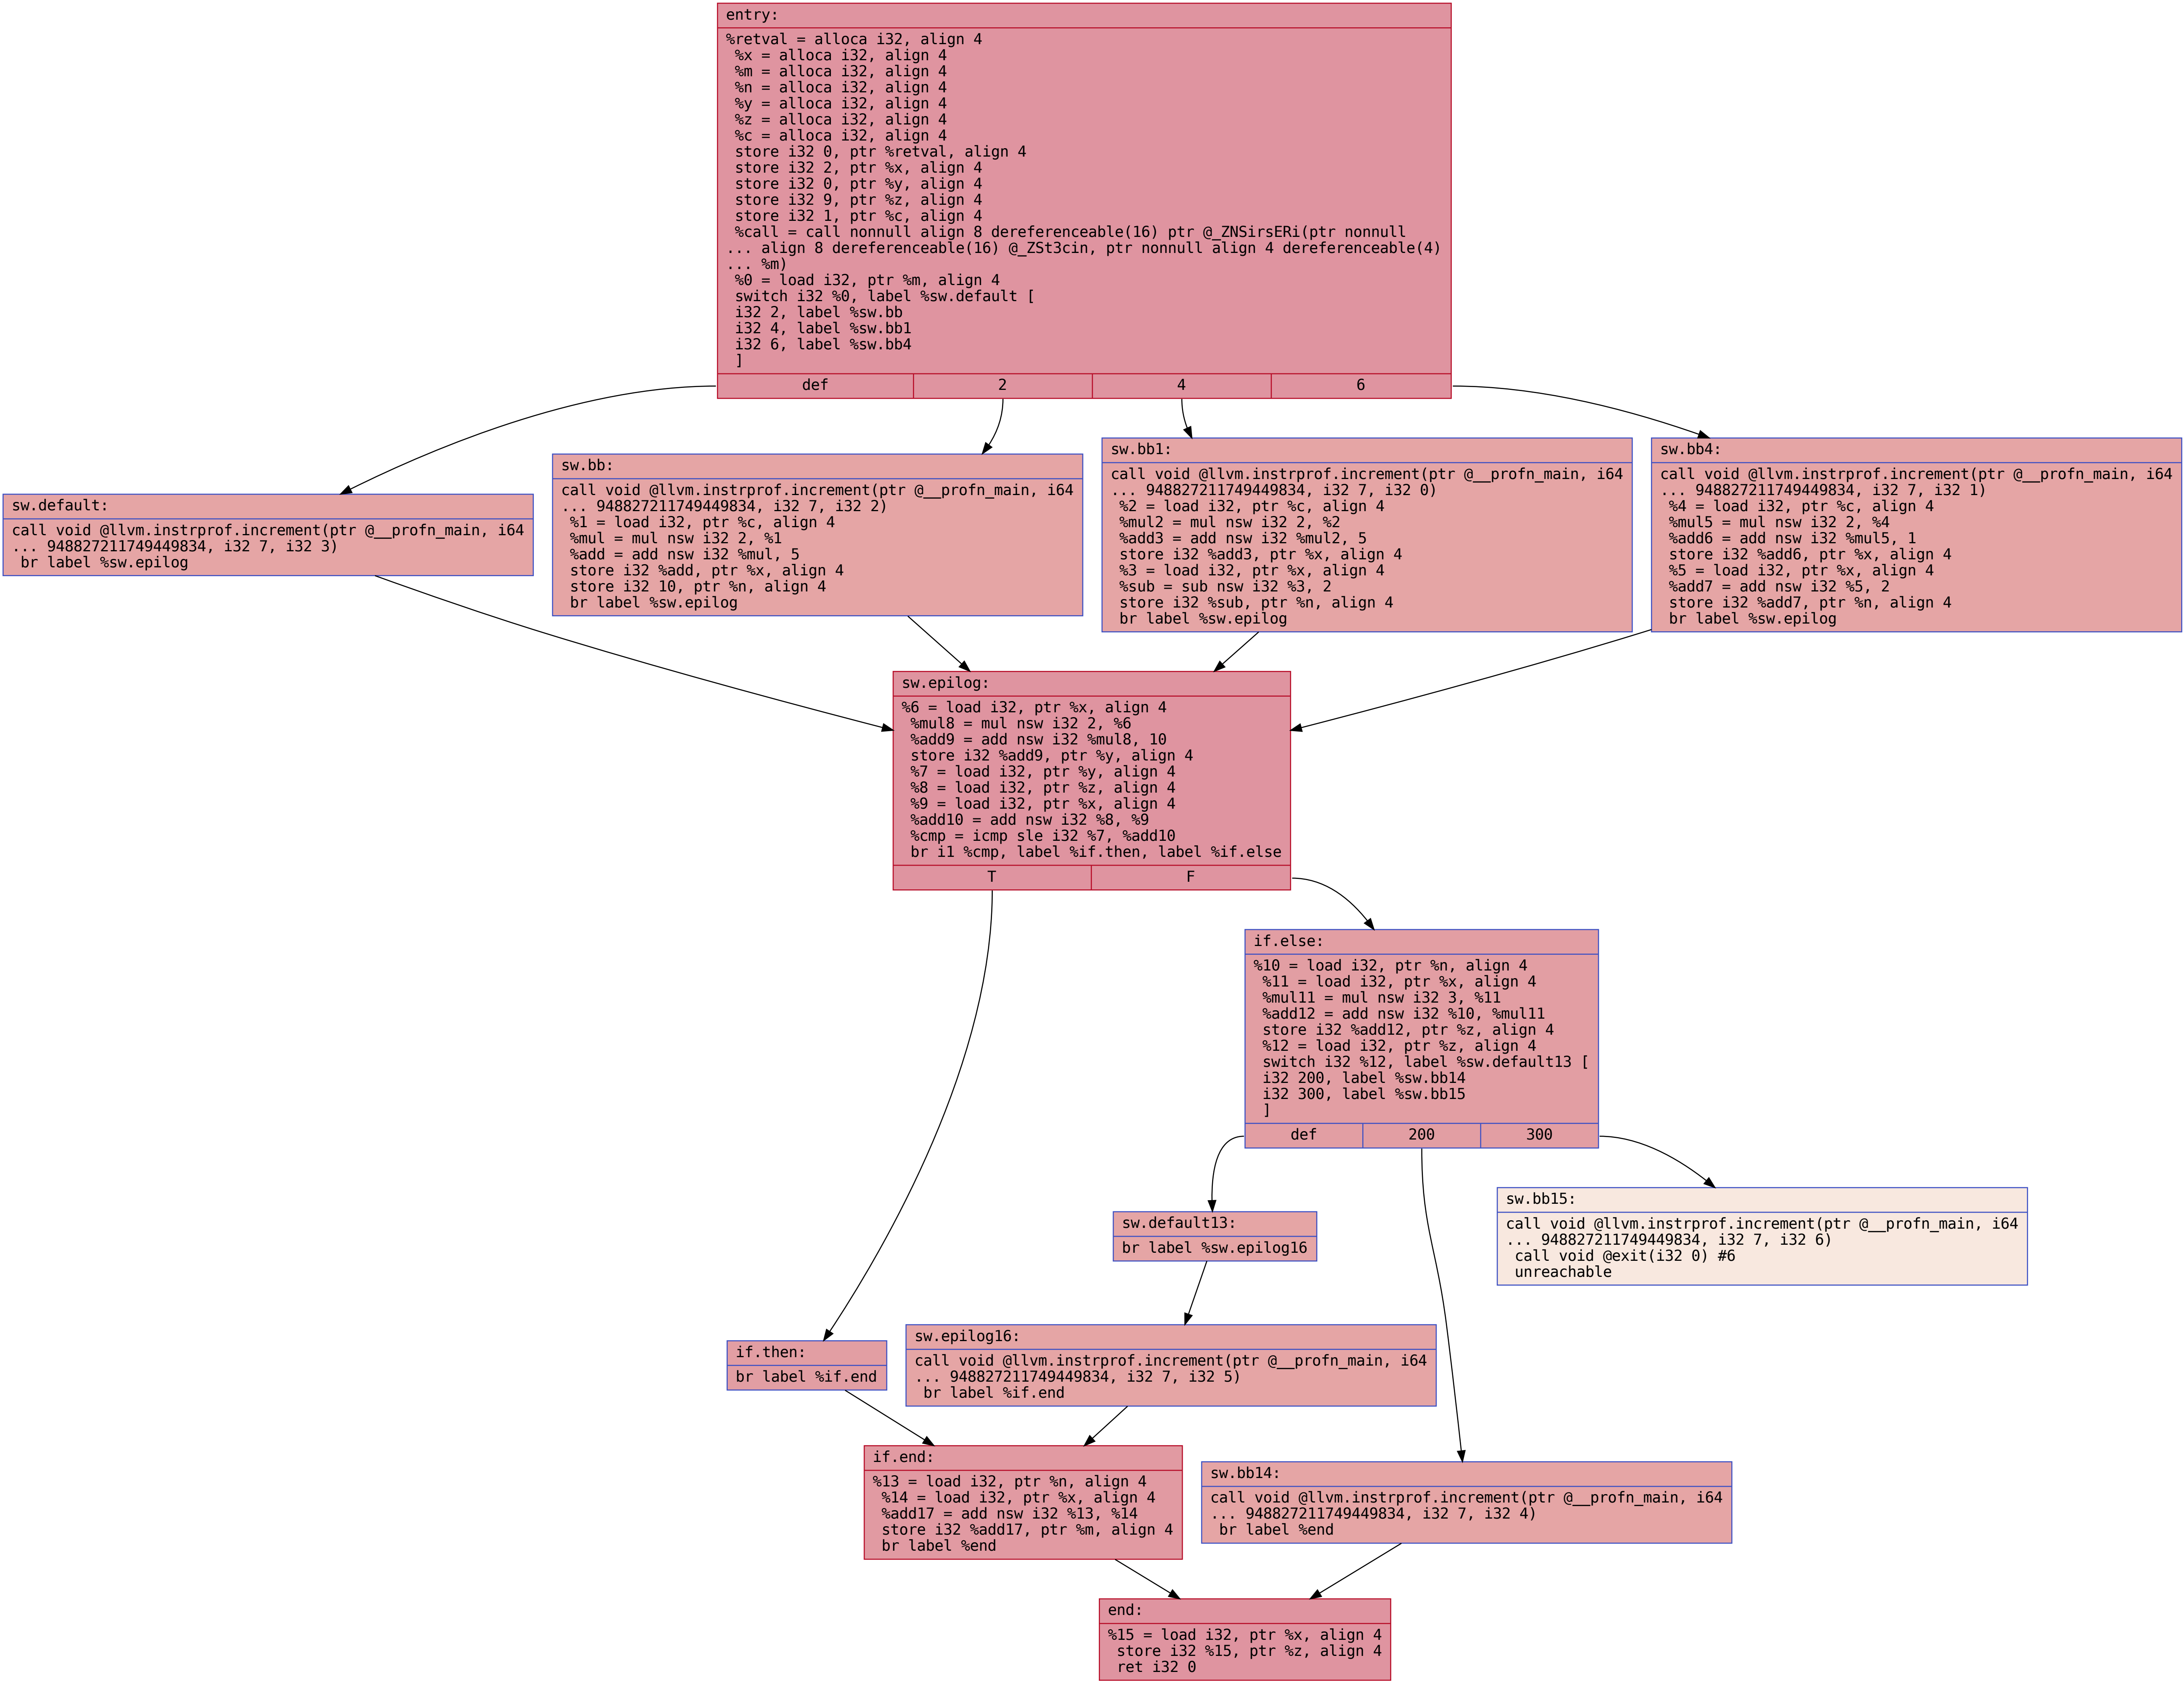 entry:
%retval = alloca i32, align 4
%x = alloca i32, align 4
%m = alloca i32, align 4
%n = alloca i32, align 4
%y = alloca i32, align 4
%z = alloca i32, align 4
%c = alloca i32, align 4
store i32 0, ptr %retval, align 4
store i32 2, ptr %x, align 4
store i32 0, ptr %y, align 4
store i32 9, ptr %z, align 4
store i32 1, ptr %c, align 4
%call = call nonnull align 8 dereferenceable(16) ptr @_ZNSirsERi(ptr nonnull
... align 8 dereferenceable(16) @_ZSt3cin, ptr nonnull align 4 dereferenceable(4)
... %m)
%0 = load i32, ptr %m, align 4
switch i32 %0, label %sw.default [
i32 2, label %sw.bb
i32 4, label %sw.bb1
i32 6, label %sw.bb4
]
def 2 4 6
sw.default:
call void @llvm.instrprof.increment(ptr @__profn_main, i64
... 948827211749449834, i32 7, i32 3)
br label %sw.epilog
sw.bb:
call void @llvm.instrprof.increment(ptr @__profn_main, i64
... 948827211749449834, i32 7, i32 2)
%1 = load i32, ptr %c, align 4
%mul = mul nsw i32 2, %1
%add = add nsw i32 %mul, 5
store i32 %add, ptr %x, align 4
store i32 10, ptr %n, align 4
br label %sw.epilog
sw.bb1:
call void @llvm.instrprof.increment(ptr @__profn_main, i64
... 948827211749449834, i32 7, i32 0)
%2 = load i32, ptr %c, align 4
%mul2 = mul nsw i32 2, %2
%add3 = add nsw i32 %mul2, 5
store i32 %add3, ptr %x, align 4
%3 = load i32, ptr %x, align 4
%sub = sub nsw i32 %3, 2
store i32 %sub, ptr %n, align 4
br label %sw.epilog
sw.bb4:
call void @llvm.instrprof.increment(ptr @__profn_main, i64
... 948827211749449834, i32 7, i32 1)
%4 = load i32, ptr %c, align 4
%mul5 = mul nsw i32 2, %4
%add6 = add nsw i32 %mul5, 1
store i32 %add6, ptr %x, align 4
%5 = load i32, ptr %x, align 4
%add7 = add nsw i32 %5, 2
store i32 %add7, ptr %n, align 4
br label %sw.epilog
sw.epilog:
%6 = load i32, ptr %x, align 4
%mul8 = mul nsw i32 2, %6
%add9 = add nsw i32 %mul8, 10
store i32 %add9, ptr %y, align 4
%7 = load i32, ptr %y, align 4
%8 = load i32, ptr %z, align 4
%9 = load i32, ptr %x, align 4
%add10 = add nsw i32 %8, %9
%cmp = icmp sle i32 %7, %add10
br i1 %cmp, label %if.then, label %if.else
T F
if.else:
%10 = load i32, ptr %n, align 4
%11 = load i32, ptr %x, align 4
%mul11 = mul nsw i32 3, %11
%add12 = add nsw i32 %10, %mul11
store i32 %add12, ptr %z, align 4
%12 = load i32, ptr %z, align 4
switch i32 %12, label %sw.default13 [
i32 200, label %sw.bb14
i32 300, label %sw.bb15
]
def 200 300
sw.bb15:
call void @llvm.instrprof.increment(ptr @__profn_main, i64
... 948827211749449834, i32 7, i32 6)
call void @exit(i32 0) #6
unreachable
sw.default13:
br label %sw.epilog16
if.then:
br label %if.end
sw.epilog16:
call void @llvm.instrprof.increment(ptr @__profn_main, i64
... 948827211749449834, i32 7, i32 5)
br label %if.end
if.end:
%13 = load i32, ptr %n, align 4
%14 = load i32, ptr %x, align 4
%add17 = add nsw i32 %13, %14
store i32 %add17, ptr %m, align 4
br label %end
sw.bb14:
call void @llvm.instrprof.increment(ptr @__profn_main, i64
... 948827211749449834, i32 7, i32 4)
br label %end
end:
%15 = load i32, ptr %x, align 4
store i32 %15, ptr %z, align 4
ret i32 0